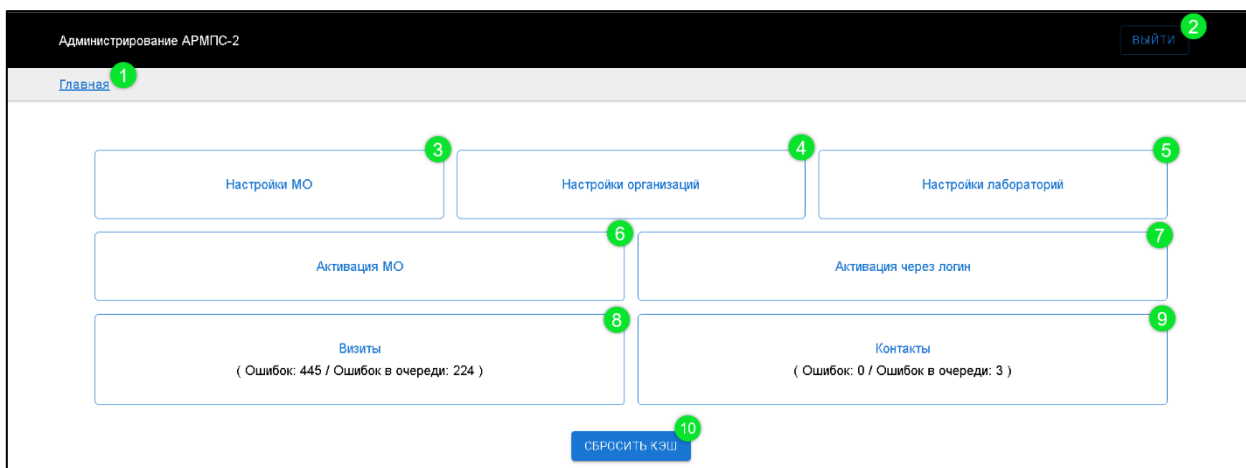 Администрирование АРМПС-2
ВЫЙТИ 2
Главная 1
Настройки МО 3
Настройки организаций 4
Настройки лабораторий 5
Активация МО 6
Активация через логин 7
Визиты 8
( Ошибок: 445 / Ошибок в очереди: 224 )
Контакты 9
( Ошибок: 0 / Ошибок в очереди: 3 )
СБРОСИТЬ КЭШ 10